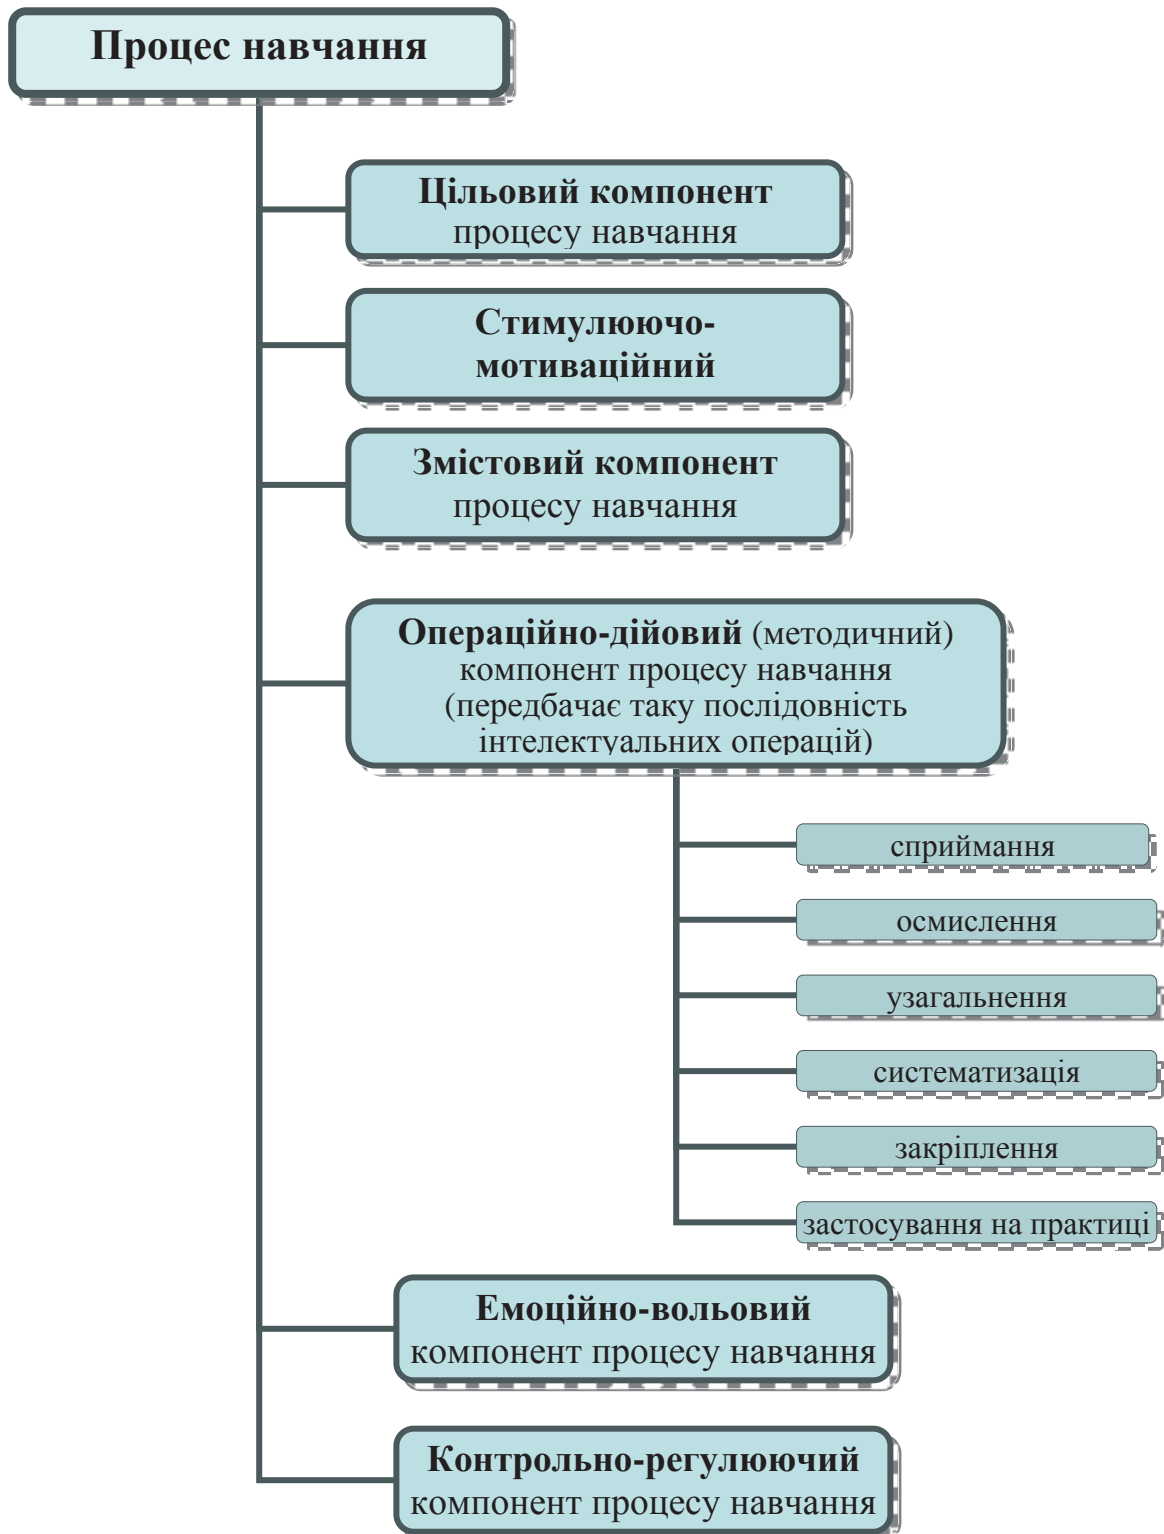 Процес навчання
Цільовий компонент
процесу навчання
Стимулюючо-
мотиваційний
Змістовий компонент
процесу навчання
Операційно-дійовий (методичний)
компонент процесу навчання
(передбачає таку послідовність
інтелектуальних операцій)
сприймання
осмислення
узагальнення
систематизація
закріплення
застосування на практиці
Емоційно-вольовий
компонент процесу навчання
Контрольно-регулюючий
компонент процесу навчання